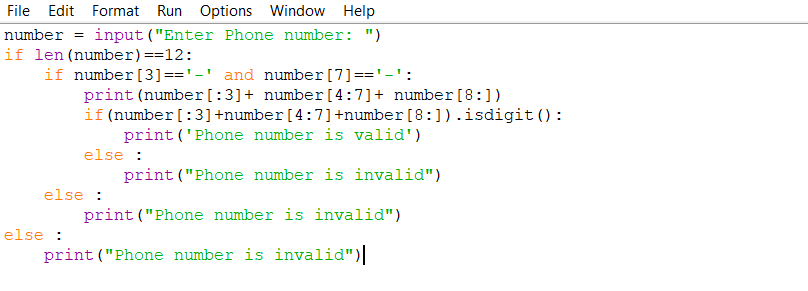 File Edit Format Run Options Window Help
number = input("Enter Phone number: ")
if len(number)==12:
    if number[3]=='-' and number[7]=='-':
        print(number[:3]+ number[4:7]+ number[8:])
        if(number[:3]+number[4:7]+number[8:]).isdigit():
            print('Phone number is valid')
        else :
            print("Phone number is invalid")
    else :
        print("Phone number is invalid")
else :
    print("Phone number is invalid")